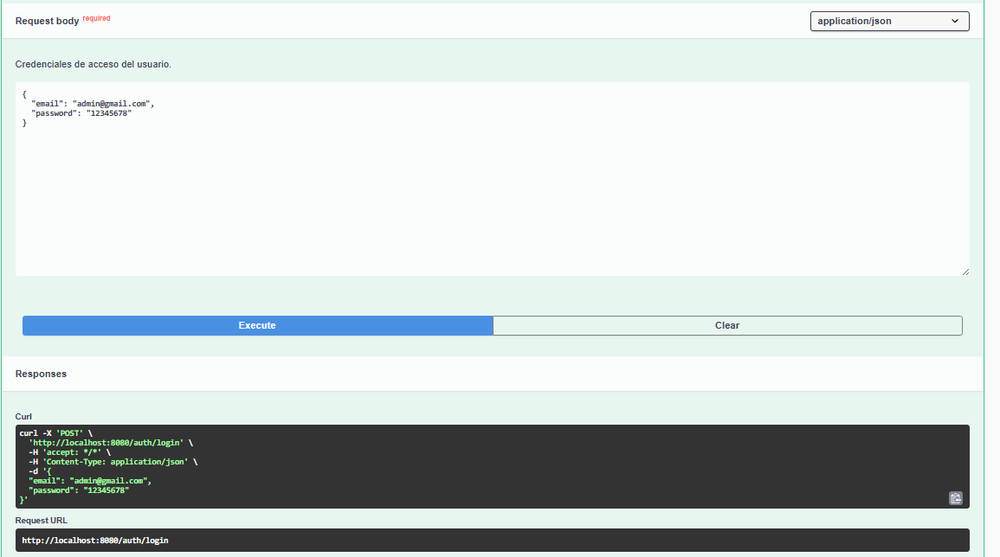 Request body required
application/json
Credenciales de acceso del usuario.
{
  "email": "admin@gmail.com",
  "password": "12345678"
}
Execute
Clear
Responses
Curl
curl -X 'POST' \
  'http://localhost:8080/auth/login' \
  -H 'accept: */*' \
  -H 'Content-Type: application/json' \
  -d '{
  "email": "admin@gmail.com",
  "password": "12345678"
}'
Request URL
http://localhost:8080/auth/login